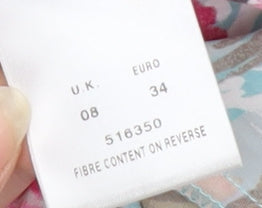 U.K. EURO
08 34
516350
FIBRE CONTENT ON REVERSE